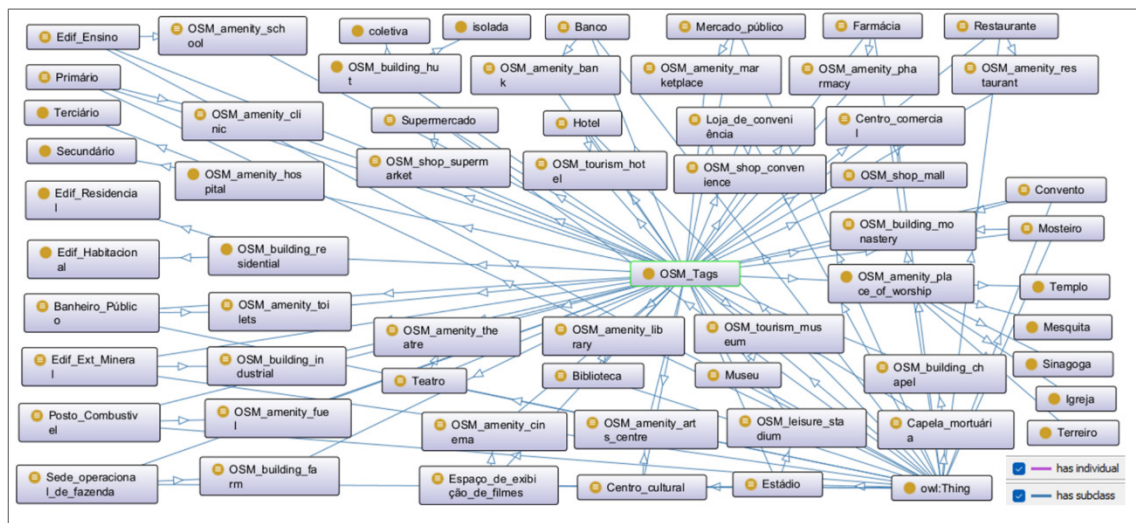 Edif_Ensino
OSM_amenity_sch
ool
coletiva
isolada
Banco
Mercado_público
Farmácia
Restaurante
Primário
OSM_building_hu
t
OSM_amenity_ban
k
OSM_amenity_mar
ketplace
OSM_amenity_pha
rmacy
OSM_amenity_res
taurant
Terciário
OSM_amenity_cli
nic
Supermercado
Hotel
Loja_de_conveni
ência
Centro_comercia
l
Secundário
OSM_amenity_hos
pital
OSM_shop_superm
arket
OSM_tourism_hot
el
OSM_shop_conven
ience
OSM_shop_mall
Edif_Residencia
l
Convento
OSM_building_mo
nastery
Mosteiro
Edif_Habitacion
al
OSM_building_re
sidential
OSM_Tags
OSM_amenity_pla
ce_of_worship
Templo
Banheiro_Públic
o
OSM_amenity_toi
lets
OSM_amenity_the
atre
OSM_amenity_lib
rary
OSM_tourism_mus
eum
Mesquita
Edif_Ext_Minera
l
OSM_building_in
dustrial
Teatro
Biblioteca
Museu
OSM_building_ch
apel
Sinagoga
Igreja
Posto_Combustív
el
OSM_amenity_fue
l
OSM_amenity_cin
ema
OSM_amenity_art
s_centre
OSM_leisure_sta
dium
Capela_mortuári
a
Terreiro
Sede_operaciona
l_de_fazenda
OSM_building_fa
rm
Espaço_de_exibi
ção_de_filmes
Centro_cultural
Estádio
owl:Thing
has individual
has subclass